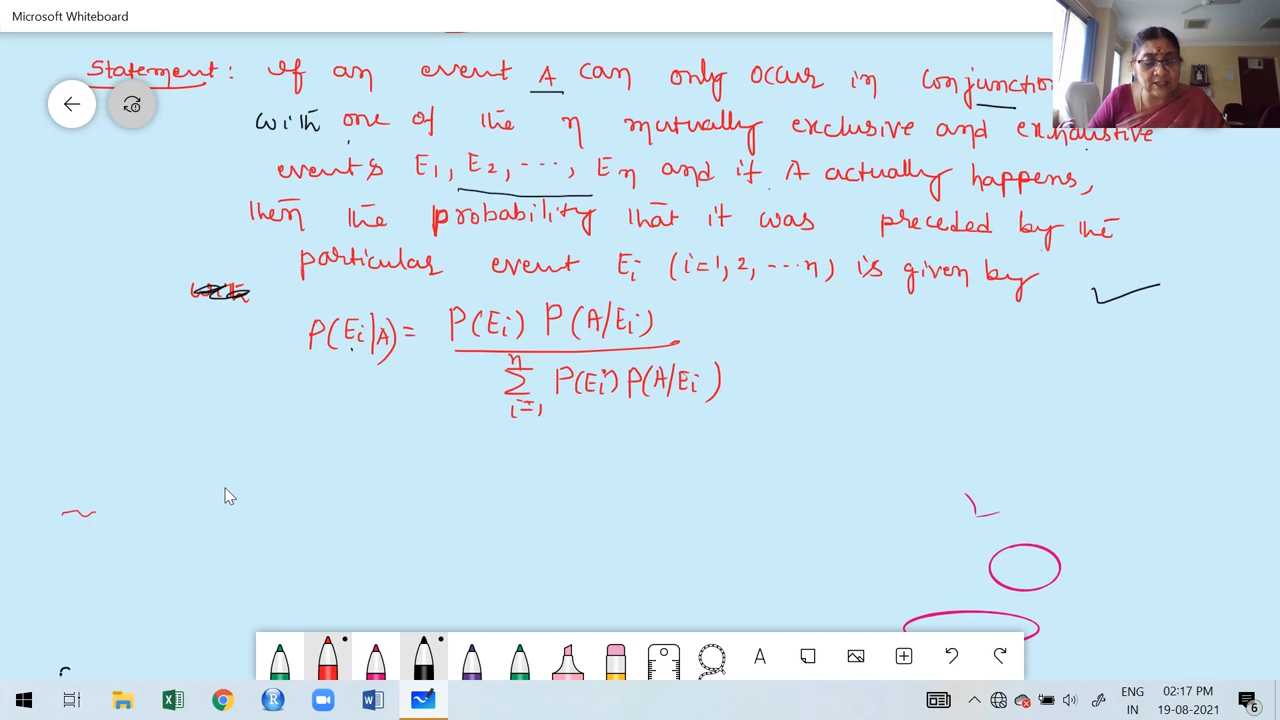 Microsoft Whiteboard
Statement: If an event A can only occur in conjunction
with one of the n mutually exclusive and exhaustive
events E1, E2, ..., En and if A actually happens,
then the probability that it was preceded by the
particular event Ei (i=1, 2, ...n) is given by
P(Ei|A) = P(Ei) P(A/Ei)
n
∑ P(Ei) P(A/Ei)
i=1
A
ENG 02:17 PM
IN 19-08-2021 6